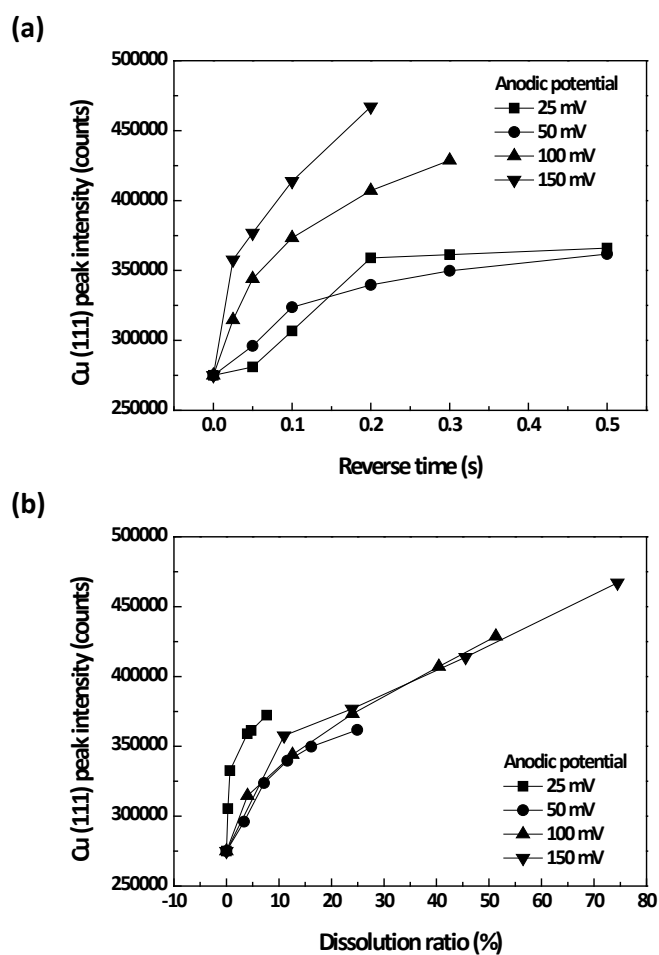 (a)
500000
450000
400000
350000
300000
250000
Cu (111) peak intensity (counts)
Anodic potential
25 mV
50 mV
100 mV
150 mV
0.0 0.1 0.2 0.3 0.4 0.5
Reverse time (s)
(b)
500000
450000
400000
350000
300000
250000
Cu (111) peak intensity (counts)
Anodic potential
25 mV
50 mV
100 mV
150 mV
-10 0 10 20 30 40 50 60 70 80
Dissolution ratio (%)